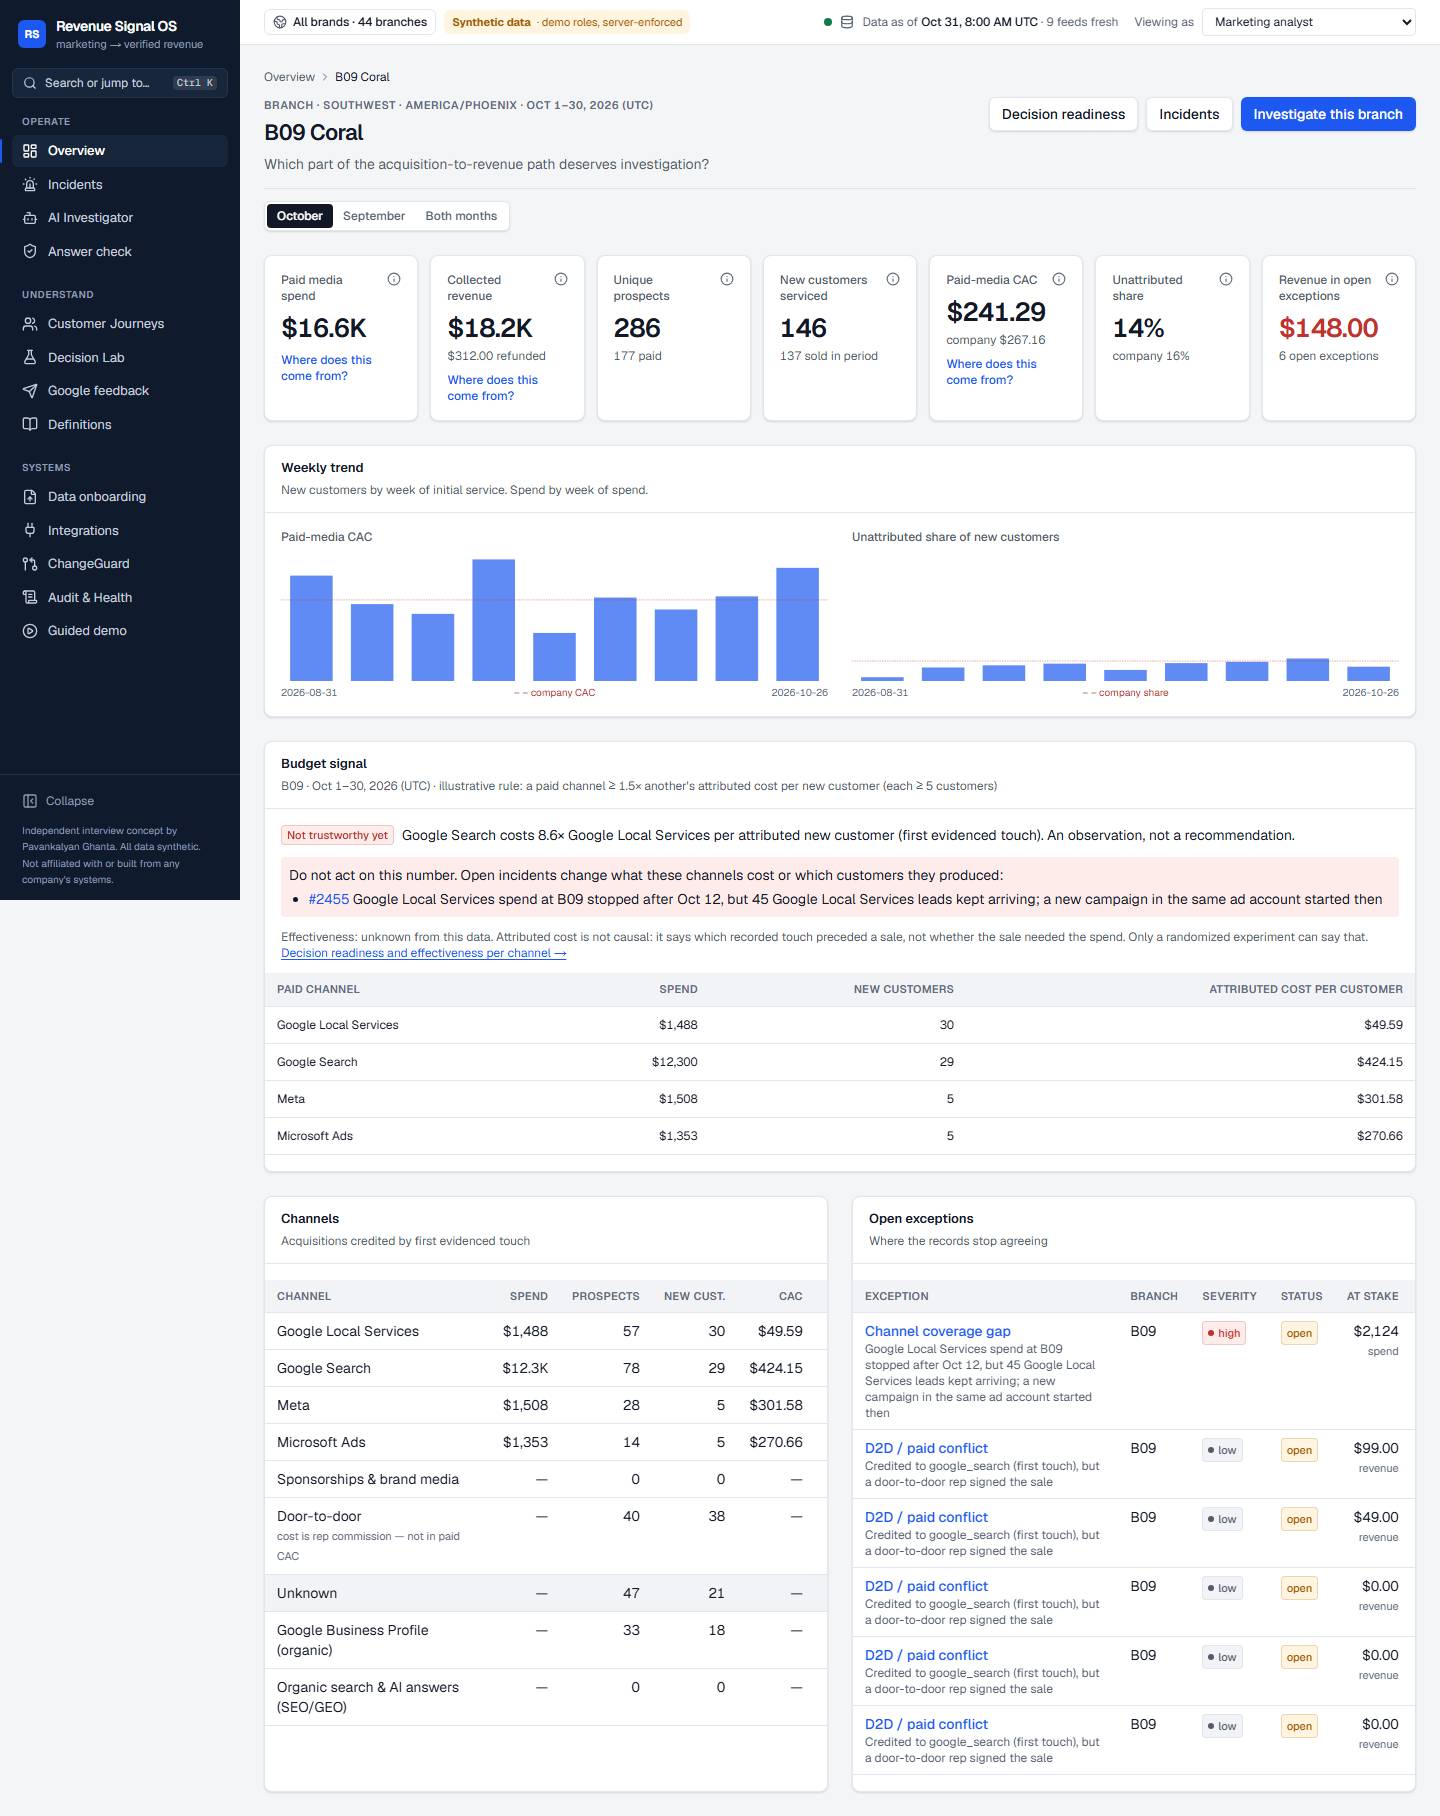 RS
Revenue Signal OS
marketing → verified revenue
Search or jump to...
Ctrl K
OPERATE
Overview
Incidents
AI Investigator
Answer check
UNDERSTAND
Customer Journeys
Decision Lab
Google feedback
Definitions
SYSTEMS
Data onboarding
Integrations
ChangeGuard
Audit & Health
Guided demo
Collapse
Independent interview concept by
Pavankalyan Ghanta. All data synthetic.
Not affiliated with or built from any
company's systems.
All brands · 44 branches
Synthetic data · demo roles, server-enforced
Data as of Oct 31, 8:00 AM UTC · 9 feeds fresh
Viewing as
Marketing analyst
Overview > B09 Coral
BRANCH · SOUTHWEST · AMERICA/PHOENIX · OCT 1–30, 2026 (UTC)
B09 Coral
Which part of the acquisition-to-revenue path deserves investigation?
Decision readiness
Incidents
Investigate this branch
October
September
Both months
Paid media
spend
$16.6K
Where does this
come from?
Collected
revenue
$18.2K
$312.00 refunded
Where does this
come from?
Unique
prospects
286
177 paid
New customers
serviced
146
137 sold in period
Paid-media CAC
$241.29
company $267.16
Where does this
come from?
Unattributed
share
14%
company 16%
Revenue in open
exceptions
$148.00
6 open exceptions
Weekly trend
New customers by week of initial service. Spend by week of spend.
Paid-media CAC
2026-08-31
– – company CAC
2026-10-26
Unattributed share of new customers
2026-08-31
– – company share
2026-10-26
Budget signal
B09 · Oct 1–30, 2026 (UTC) · illustrative rule: a paid channel ≥ 1.5× another's attributed cost per new customer (each ≥ 5 customers)
Not trustworthy yet
Google Search costs 8.6× Google Local Services per attributed new customer (first evidenced touch). An observation, not a recommendation.
Do not act on this number. Open incidents change what these channels cost or which customers they produced:
• #2455 Google Local Services spend at B09 stopped after Oct 12, but 45 Google Local Services leads kept arriving; a new campaign in the same ad account started then
Effectiveness: unknown from this data. Attributed cost is not causal: it says which recorded touch preceded a sale, not whether the sale needed the spend. Only a randomized experiment can say that.
Decision readiness and effectiveness per channel →
PAID CHANNEL SPEND NEW CUSTOMERS ATTRIBUTED COST PER CUSTOMER
Google Local Services $1,488 30 $49.59
Google Search $12,300 29 $424.15
Meta $1,508 5 $301.58
Microsoft Ads $1,353 5 $270.66
Channels
Acquisitions credited by first evidenced touch
CHANNEL SPEND PROSPECTS NEW CUST. CAC
Google Local Services $1,488 57 30 $49.59
Google Search $12.3K 78 29 $424.15
Meta $1,508 28 5 $301.58
Microsoft Ads $1,353 14 5 $270.66
Sponsorships & brand media — 0 0 —
Door-to-door — 40 38 —
cost is rep commission — not in paid
CAC
Unknown — 47 21 —
Google Business Profile — 33 18 —
(organic)
Organic search & AI answers — 0 0 —
(SEO/GEO)
Open exceptions
Where the records stop agreeing
EXCEPTION BRANCH SEVERITY STATUS AT STAKE
Channel coverage gap B09 high open $2,124
spend
Google Local Services spend at B09
stopped after Oct 12, but 45 Google Local
Services leads kept arriving; a new
campaign in the same ad account started
then
D2D / paid conflict B09 low open $99.00
revenue
Credited to google_search (first touch), but
a door-to-door rep signed the sale
D2D / paid conflict B09 low open $49.00
revenue
Credited to google_search (first touch), but
a door-to-door rep signed the sale
D2D / paid conflict B09 low open $0.00
revenue
Credited to google_search (first touch), but
a door-to-door rep signed the sale
D2D / paid conflict B09 low open $0.00
revenue
Credited to google_search (first touch), but
a door-to-door rep signed the sale
D2D / paid conflict B09 low open $0.00
revenue
Credited to google_search (first touch), but
a door-to-door rep signed the sale